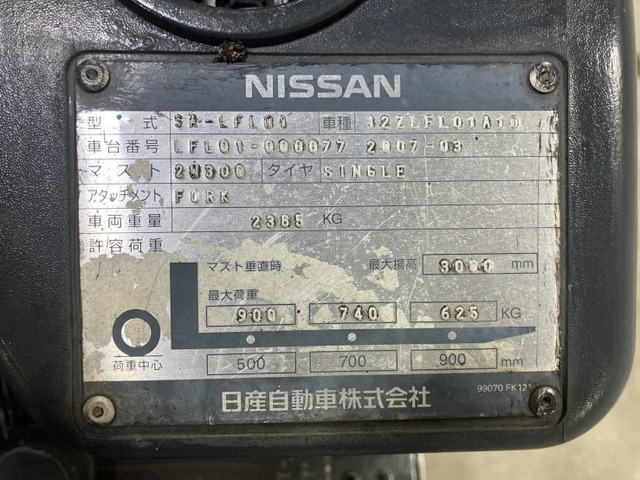 NISSAN
型式 SR-LFL01 車種 127LFL01A10
車台番号 LFL01-000077 2007-03
マスト 2W300 タイヤ SINGLE
アタッチメント FORK
車両重量 2385 KG
許容荷重
マスト垂直時 最大揚高 3000 mm
最大荷重
900 740 625 KG
荷重中心 500 700 900 mm
日産自動車株式会社
99070 FK121